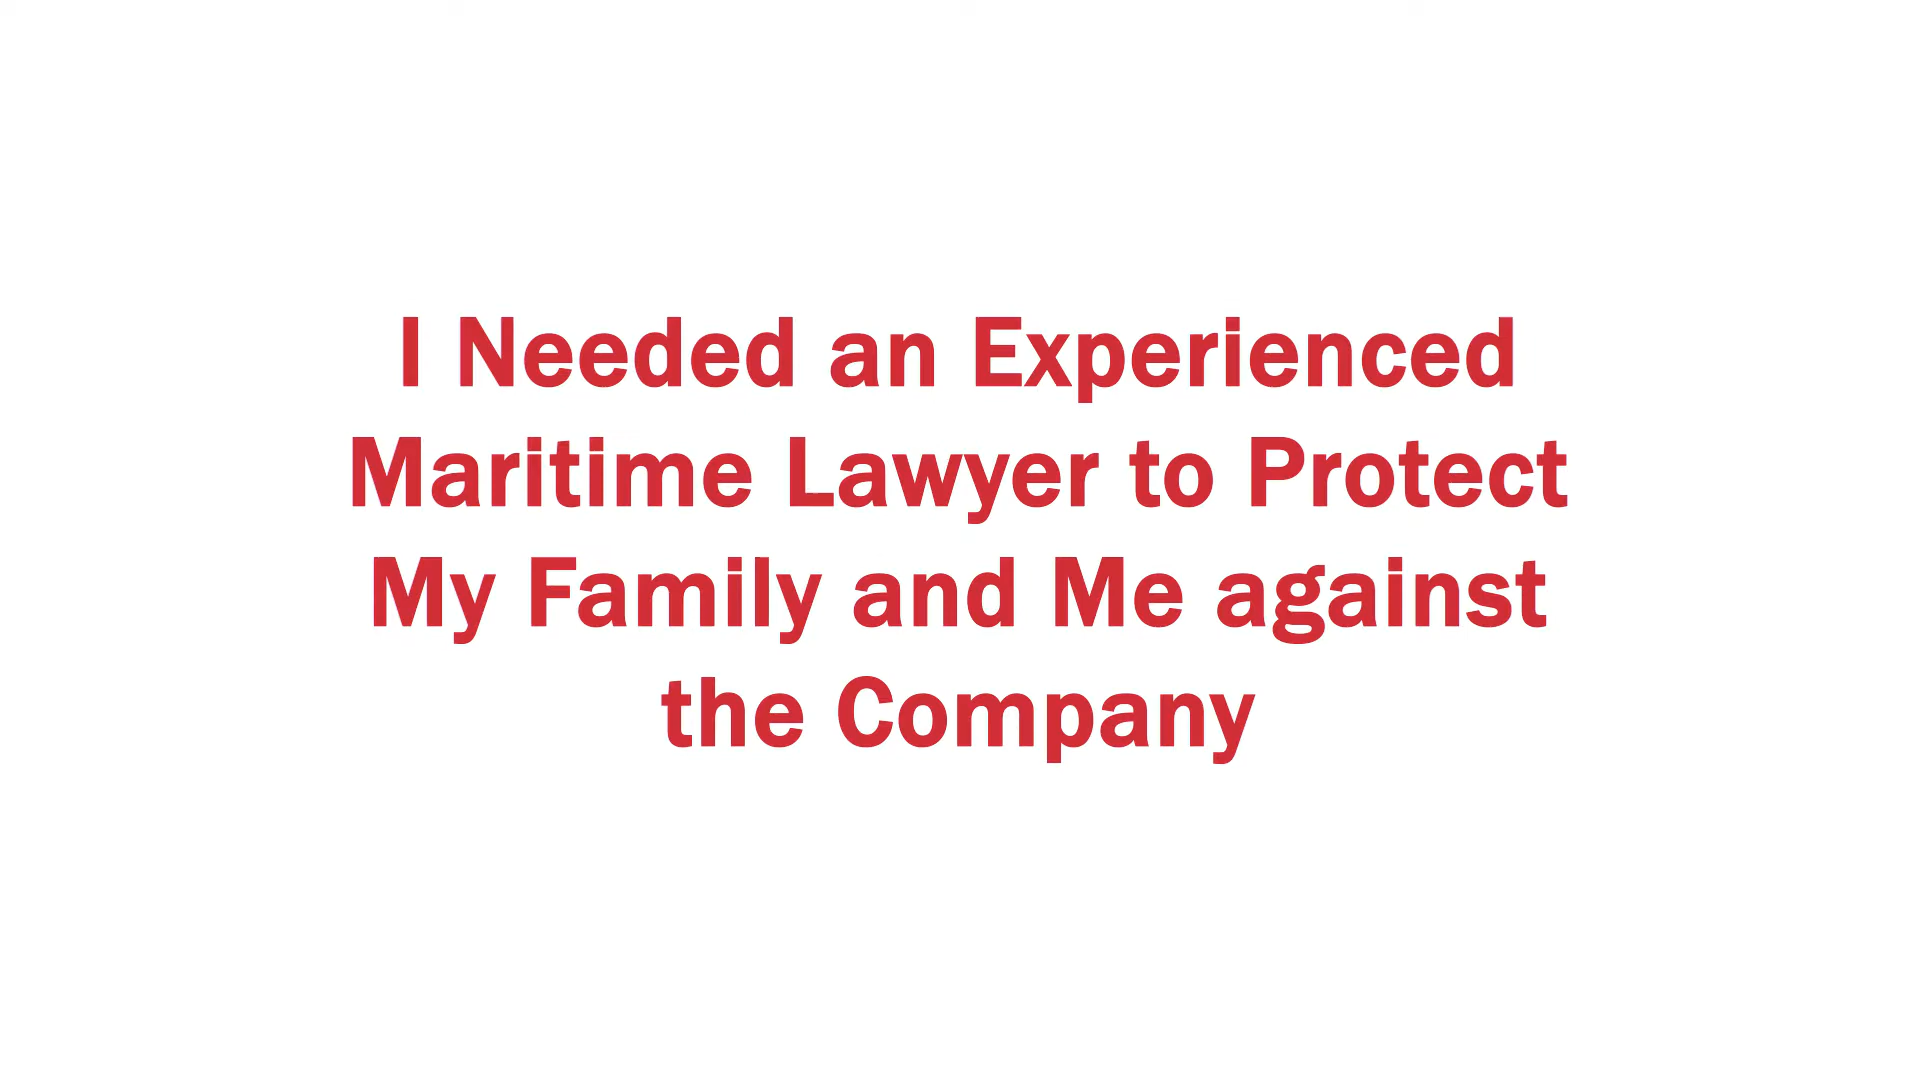 I Needed an Experienced
Maritime Lawyer to Protect
My Family and Me against
the Company